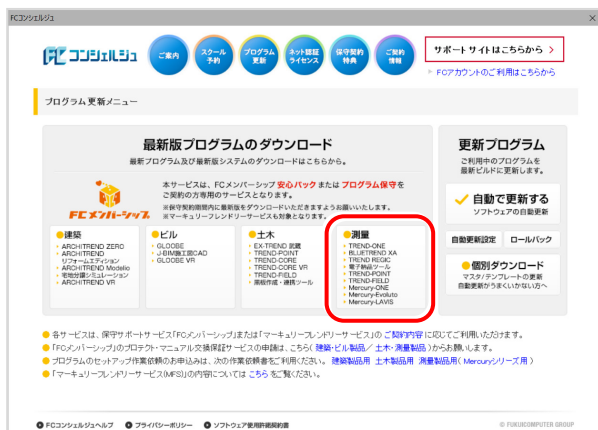 FCコンシェルジュ
FC コンシェルジュ
ご案内
スクール
予約
プログラム
更新
ネット認証
ライセンス
保守契約
特典
ご契約
情報
サポートサイトはこちらから >
FCアカウントのご利用はこちらから
プログラム更新メニュー
最新版プログラムのダウンロード
最新プログラム及び最新版システムのダウンロードはこちらから。
FCメンバーシップ
本サービスは、FCメンバーシップ 安心パック または プログラム保守 を
ご契約の方専用のサービスとなります。
※保守契約期間内に最新版をダウンロードいただきますようお願いいたします。
※マーキュリーフレンドリーサービスも対象となります。
建築
ARCHITREND ZERO
ARCHITREND
リフォームエディション
ARCHITREND Modelio
宅地分譲シミュレーション
ARCHITREND VR
ビル
GLOOBE
J-BIM施工図CAD
GLOOBE VR
土木
EX-TREND 武蔵
TREND-POINT
TREND-CORE
TREND-CORE VR
TREND-FIELD
黒板作成・連携ツール
測量
TREND-ONE
BLUETREND XA
TREND REGIC
電子納品ツール
TREND-POINT
TREND-FIELD
Mercury-ONE
Mercury-Evoluto
Mercury-LAVIS
更新プログラム
ご利用中のプログラムを
最新ビルドに更新します。
自動で更新する
ソフトウェアの自動更新
自動更新設定
ロールバック
個別ダウンロード
マスタ/テンプレートの更新
自動更新がうまくいかない方へ
各サービスは、保守サポートサービス「FCメンバーシップ」または「マーキュリーフレンドリーサービス」の ご契約内容 に応じてご利用いただけます。
「FCメンバーシップ」のプロテクト・マニュアル交換保証サービスの申請は、こちら( 建築・ビル製品 / 土木・測量製品 )からお願いします。
プログラムのセットアップ作業依頼のお申込みは、次の作業依頼書をご利用ください。 建築製品用 土木製品用 測量製品用( Mercuryシリーズ用 )
「マーキュリーフレンドリーサービス(MFS)」の内容については こちら をご覧ください。
FCコンシェルジュヘルプ
プライバシーポリシー
ソフトウェア使用許諾契約書
© FUKUICOMPUTER GROUP